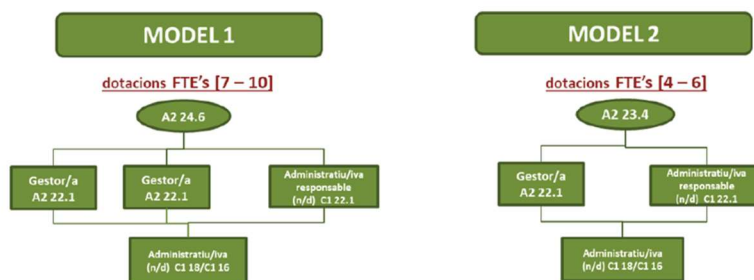 MODEL 1
dotacions FTE's [7 – 10]
A2 24.6
Gestor/a
A2 22.1
Gestor/a
A2 22.1
Administratiu/iva
responsable
(n/d) C1 22.1
Administratiu/iva
(n/d) C1 18/C1 16
MODEL 2
dotacions FTE's [4 – 6]
A2 23.4
Gestor/a
A2 22.1
Administratiu/iva
responsable
(n/d) C1 22.1
Administratiu/iva
(n/d) C1 18/C1 16